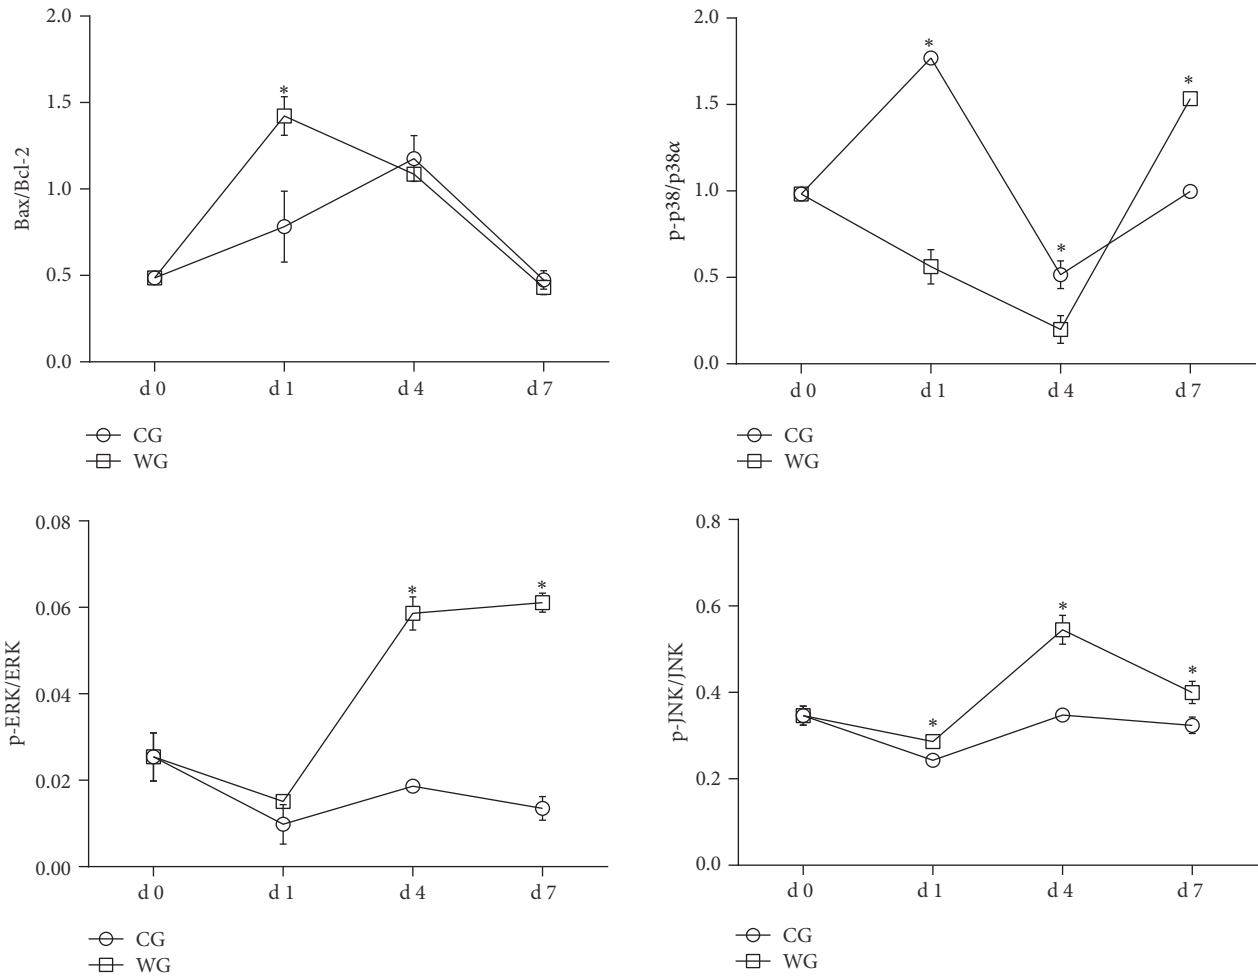 2.0
1.5
1.0
0.5
0.0
Bax/Bcl-2
*
d 0 d 1 d 4 d 7
CG
WG
2.0
1.5
1.0
0.5
0.0
p-p38/p38α
*
*
*
d 0 d 1 d 4 d 7
CG
WG
0.08
0.06
0.04
0.02
0.00
p-ERK/ERK
* *
d 0 d 1 d 4 d 7
CG
WG
0.8
0.6
0.4
0.2
0.0
p-JNK/JNK
*
*
*
d 0 d 1 d 4 d 7
CG
WG